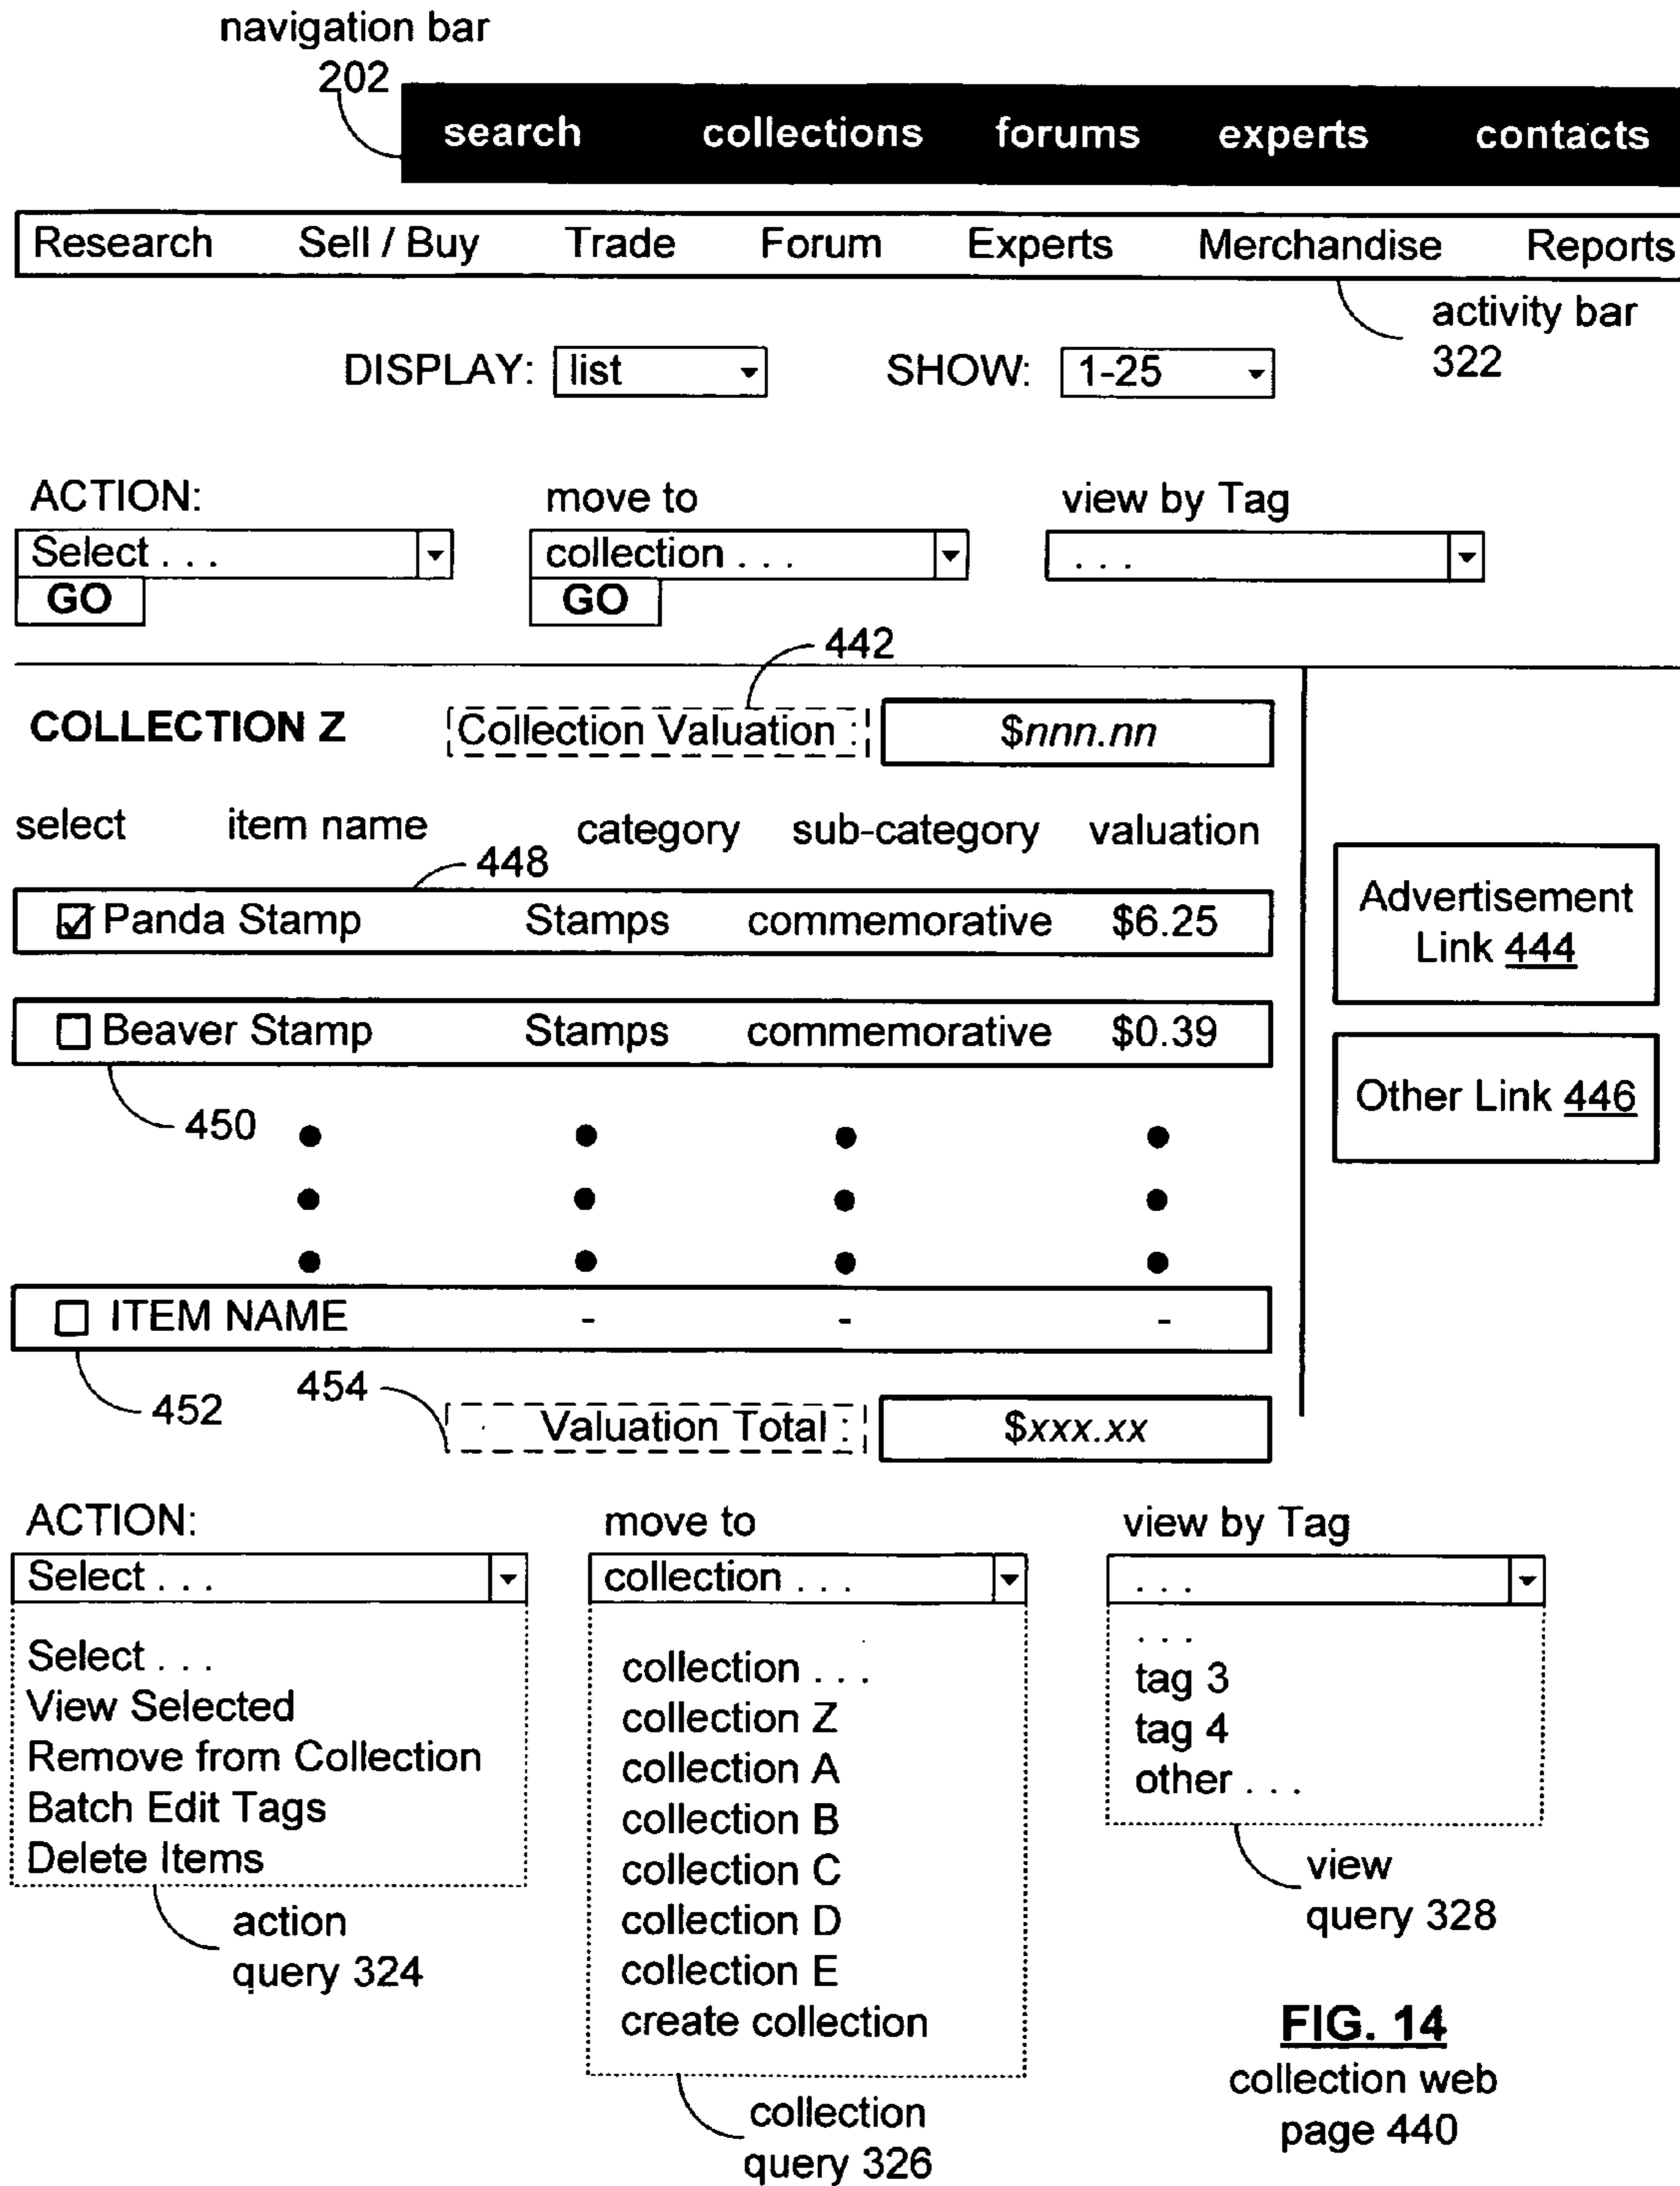 navigation bar
202
search collections forums experts contacts
Research Sell / Buy Trade Forum Experts Merchandise Reports
activity bar
322
DISPLAY: list SHOW: 1-25
ACTION: move to view by Tag
Select . . . collection . . . . . .
GO GO
442
COLLECTION Z Collection Valuation : $nnn.nn
select item name category sub-category valuation
448
Panda Stamp Stamps commemorative $6.25
Advertisement
Link 444
Beaver Stamp Stamps commemorative $0.39
Other Link 446
450
ITEM NAME - - -
452
454
Valuation Total : $xxx.xx
ACTION: move to view by Tag
Select . . . collection . . . . . .
Select . . .
View Selected
Remove from Collection
Batch Edit Tags
Delete Items
action
query 324
collection . . .
collection Z
collection A
collection B
collection C
collection D
collection E
create collection
collection
query 326
. . .
tag 3
tag 4
other . . .
view
query 328
FIG. 14
collection web
page 440